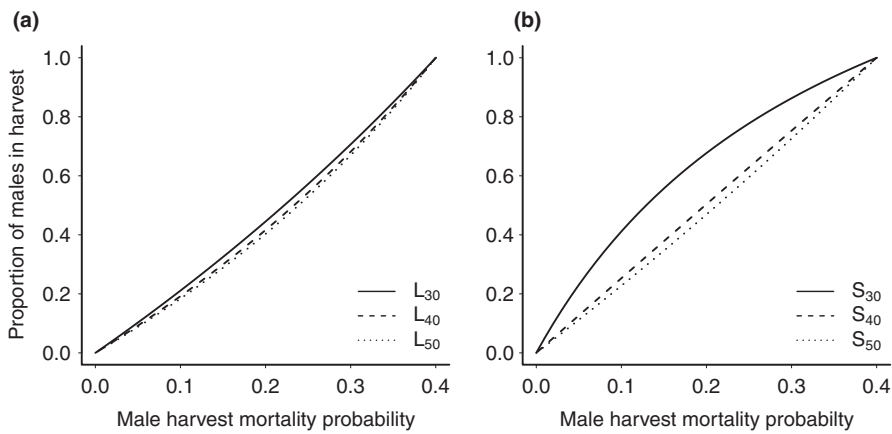 (a)
Proportion of males in harvest
1.0
0.8
0.6
0.4
0.2
0.0
L30
L40
L50
0.0 0.1 0.2 0.3 0.4
Male harvest mortality probability
(b)
1.0
0.8
0.6
0.4
0.2
0.0
S30
S40
S50
0.0 0.1 0.2 0.3 0.4
Male harvest mortality probabilty